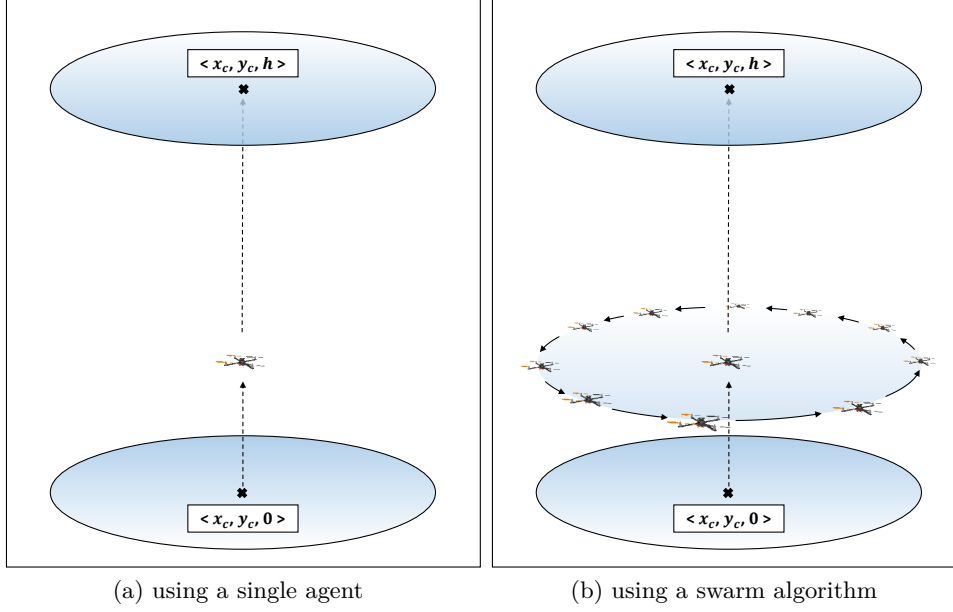 < x_c, y_c, h >
< x_c, y_c, 0 >
(a) using a single agent
< x_c, y_c, h >
< x_c, y_c, 0 >
(b) using a swarm algorithm